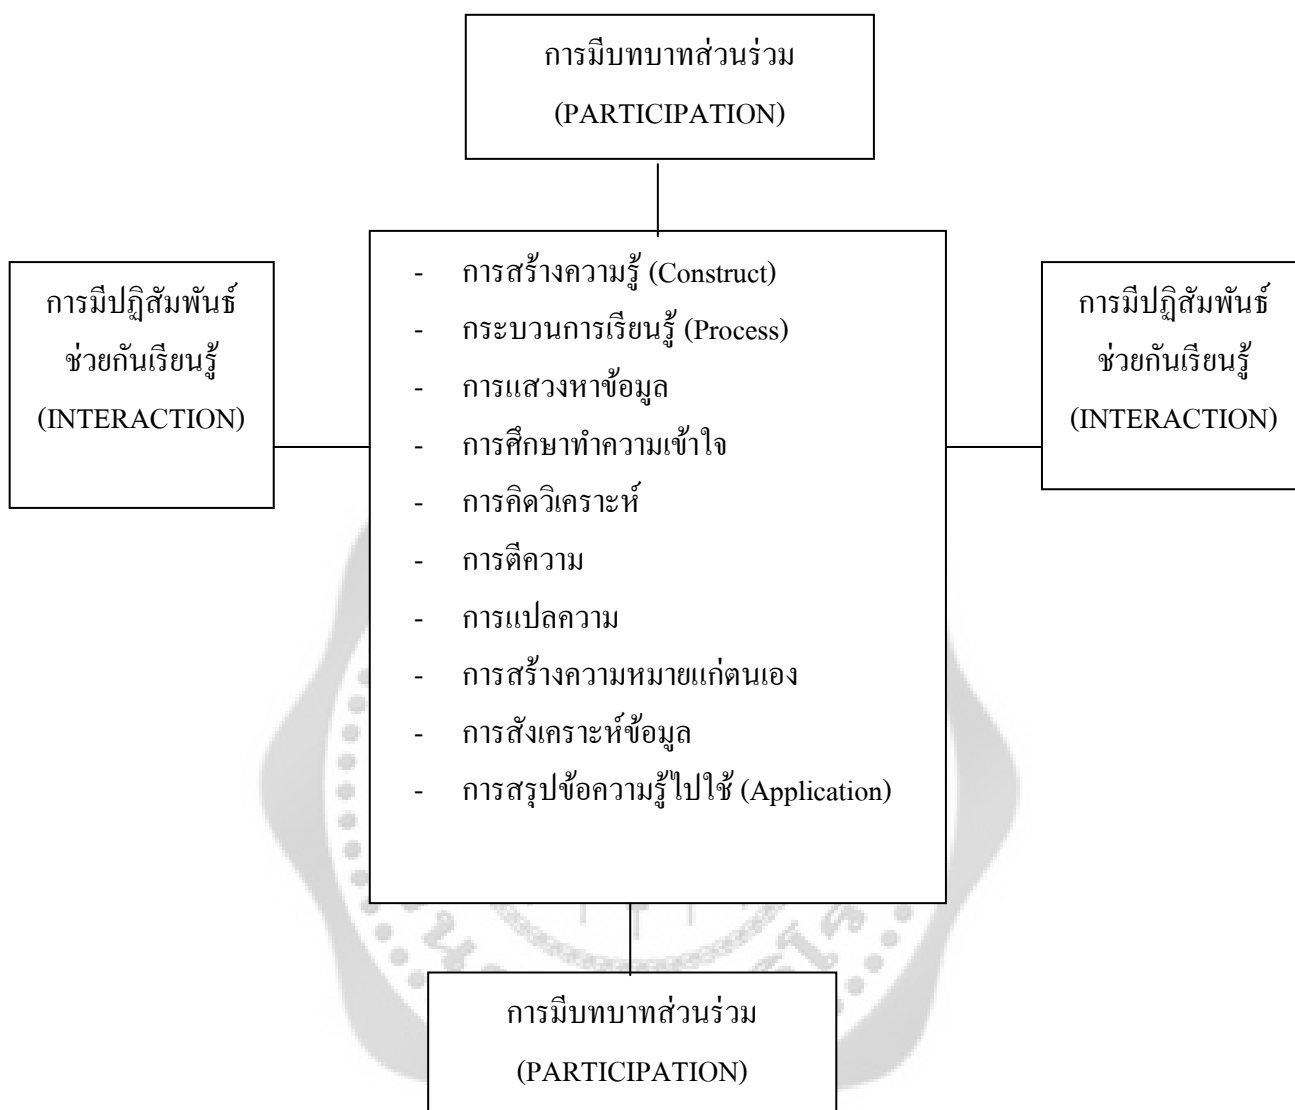 การมีบทบาทส่วนร่วม
(PARTICIPATION)
การมีปฏิสัมพันธ์
ช่วยกันเรียนรู้
(INTERACTION)
- การสร้างความรู้ (Construct)
- กระบวนการเรียนรู้ (Process)
- การแสวงหาข้อมูล
- การศึกษาทำความเข้าใจ
- การคิดวิเคราะห์
- การตีความ
- การแปลความ
- การสร้างความหมายแก่ตนเอง
- การสังเคราะห์ข้อมูล
- การสรุปข้อความรู้ไปใช้ (Application)
การมีปฏิสัมพันธ์
ช่วยกันเรียนรู้
(INTERACTION)
การมีบทบาทส่วนร่วม
(PARTICIPATION)